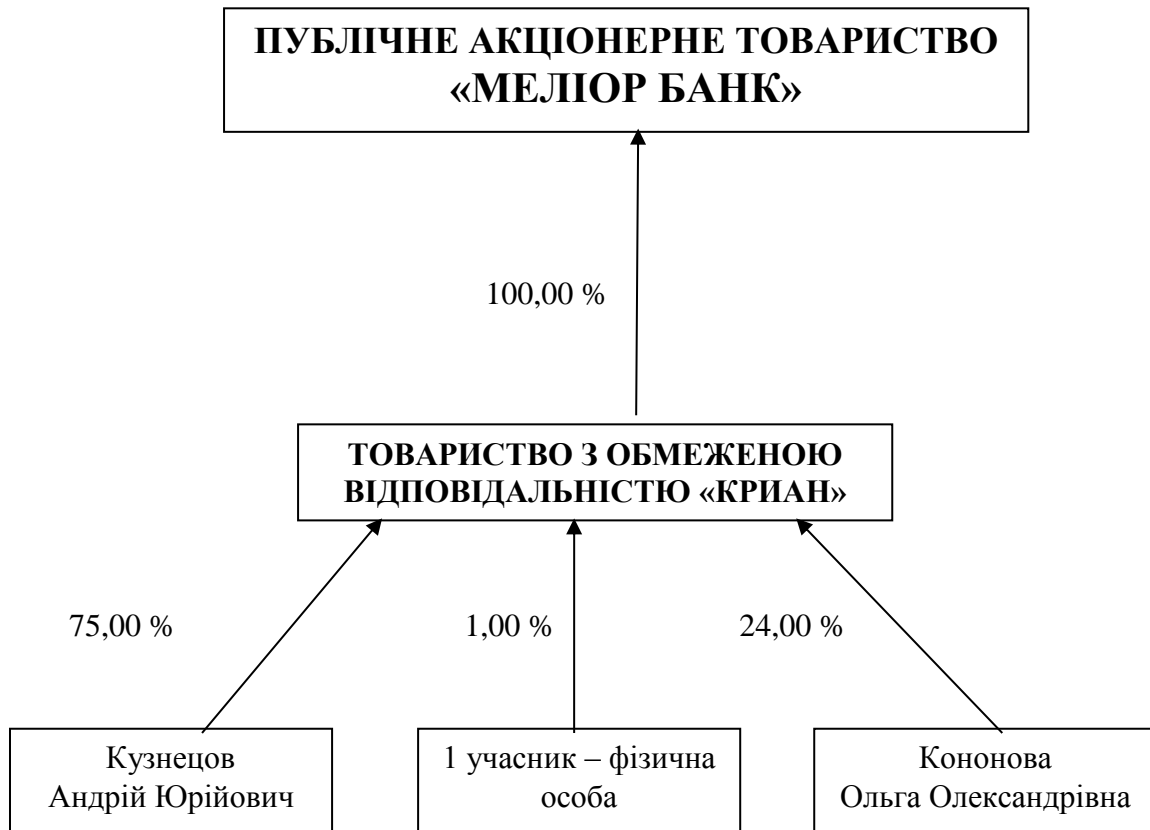 ПУБЛІЧНЕ АКЦІОНЕРНЕ ТОВАРИСТВО
«МЕЛІОР БАНК»
100,00 %
ТОВАРИСТВО З ОБМЕЖЕНОЮ
ВІДПОВІДАЛЬНІСТЮ «КРИАН»
75,00 %
1,00 %
24,00 %
Кузнецов
Андрій Юрійович
1 учасник – фізична
особа
Кононова
Ольга Олександрівна